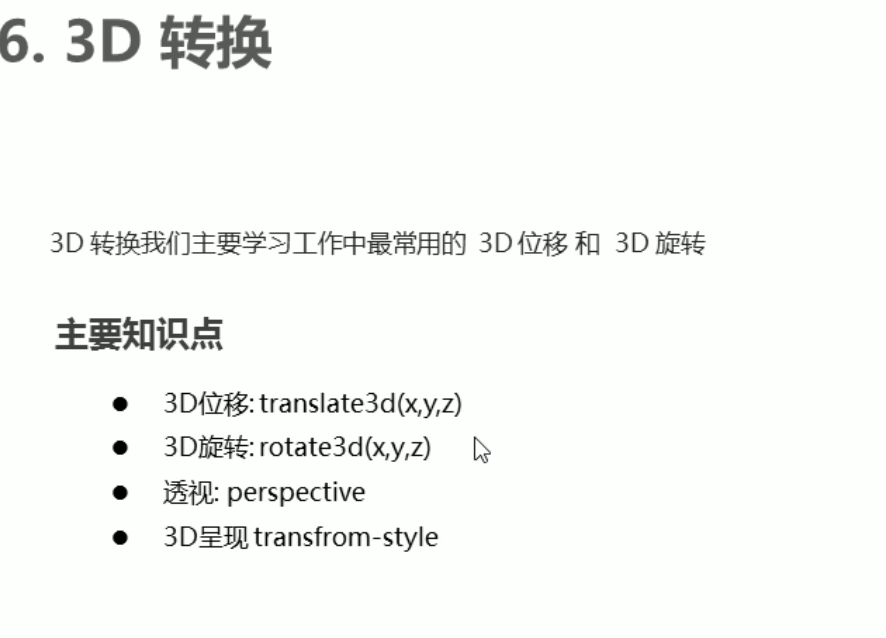 6. 3D 转换
3D 转换我们主要学习工作中最常用的 3D 位移 和 3D 旋转
主要知识点
● 3D位移: translate3d(x,y,z)
● 3D旋转: rotate3d(x,y,z)
● 透视: perspective
● 3D呈现 transfrom-style